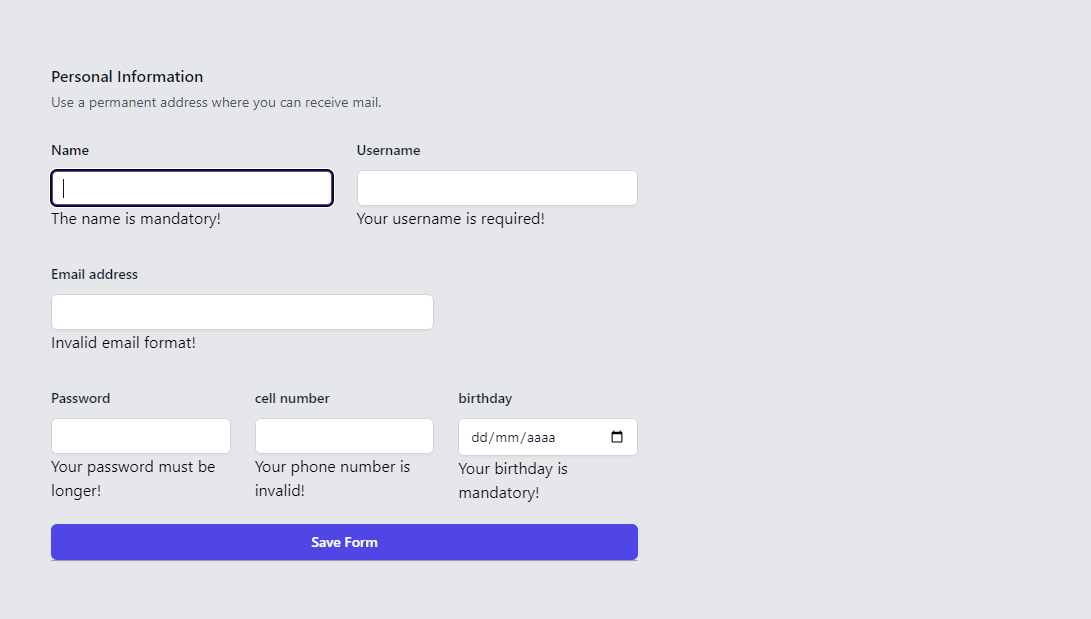 Personal Information
Use a permanent address where you can receive mail.
Name
Username
The name is mandatory!
Your username is required!
Email address
Invalid email format!
Password
cell number
birthday
dd/mm/aaaa
Your password must be
longer!
Your phone number is
invalid!
Your birthday is
mandatory!
Save Form